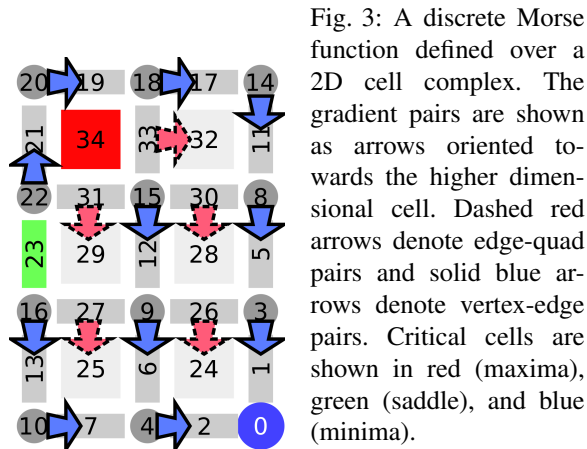 20 19 18 17 14
21 34 33 32 11
22 31 15 30 8
23 29 12 28 5
16 27 9 26 3
13 25 6 24 1
10 7 4 2 0
Fig. 3: A discrete Morse
function defined over a
2D cell complex. The
gradient pairs are shown
as arrows oriented to-
wards the higher dimen-
sional cell. Dashed red
arrows denote edge-quad
pairs and solid blue ar-
rows denote vertex-edge
pairs. Critical cells are
shown in red (maxima),
green (saddle), and blue
(minima).